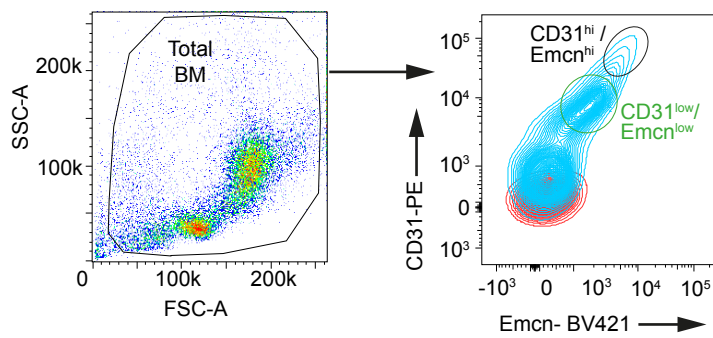 Total
BM
SSC-A
200k
100k
0
100k
200k
FSC-A
CD31hi /
Emcnhi
CD31low/
Emcnlow
CD31-PE
10⁵
10⁴
10³
0
10³
-10³
0
10³
10⁴
10⁵
Emcn- BV421